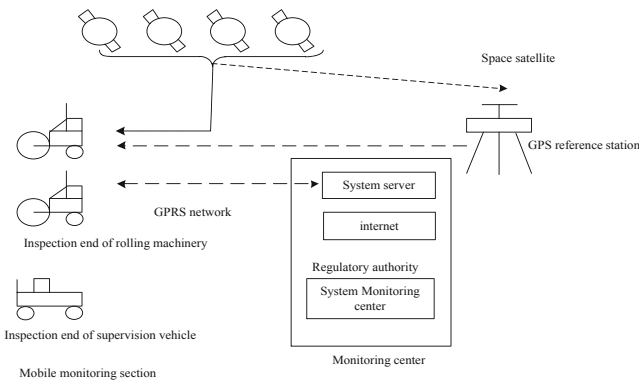 Space satellite
GPS reference station
System server
GPRS network
internet
Inspection end of rolling machinery
Regulatory authority
System Monitoring
center
Inspection end of supervision vehicle
Monitoring center
Mobile monitoring section